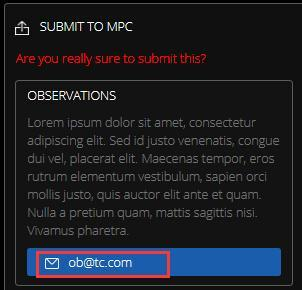 SUBMIT TO MPC
Are you really sure to submit this?
OBSERVATIONS
Lorem ipsum dolor sit amet, consectetur
adipiscing elit. Sed id justo venenatis, congue
dui vel, placerat elit. Maecenas tempor, eros
rutrum elementum vestibulum, sapien orci
mollis justo, quis auctor elit ante et quam.
Nulla a pretium quam, mattis sagittis nisi.
Vivamus pharetra.
ob@tc.com